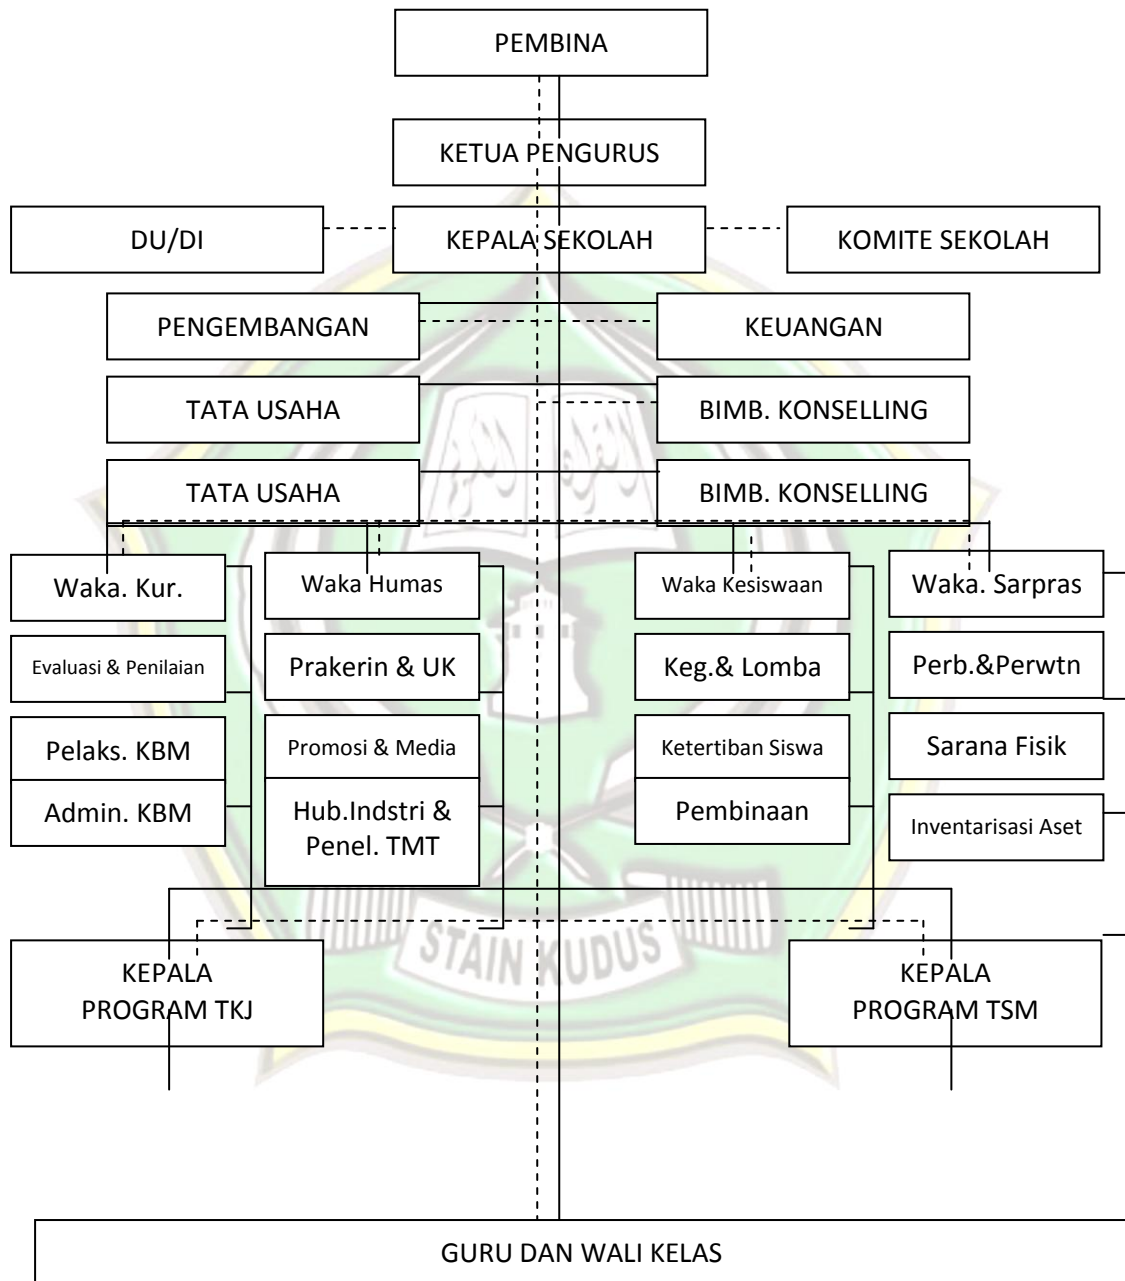 PEMBINA
KETUA PENGURUS
DU/DI
KEPALA SEKOLAH
KOMITE SEKOLAH
PENGEMBANGAN
KEUANGAN
TATA USAHA
BIMB. KONSELLING
TATA USAHA
BIMB. KONSELLING
Waka. Kur.
Waka Humas
Waka Kesiswaan
Waka. Sarpras
Evaluasi & Penilaian
Prakerin & UK
Keg.& Lomba
Perb.&Perwtn
Pelaks. KBM
Promosi & Media
Ketertiban Siswa
Sarana Fisik
Admin. KBM
Hub.Indstri &
Penel. TMT
Pembinaan
Inventarisasi Aset
STAIN KUDUS
KEPALA
PROGRAM TKJ
KEPALA
PROGRAM TSM
GURU DAN WALI KELAS